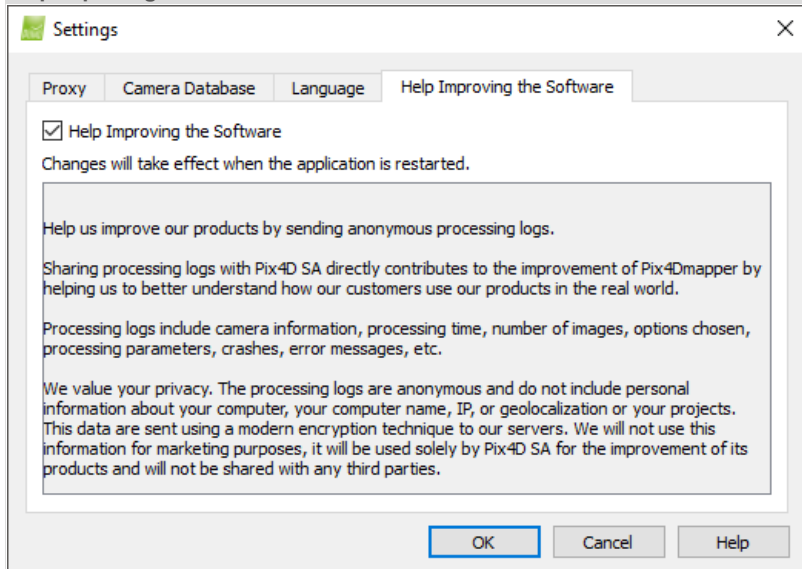 Settings
Proxy Camera Database Language Help Improving the Software
Help Improving the Software
Changes will take effect when the application is restarted.
Help us improve our products by sending anonymous processing logs.
Sharing processing logs with Pix4D SA directly contributes to the improvement of Pix4Dmapper by
helping us to better understand how our customers use our products in the real world.
Processing logs include camera information, processing time, number of images, options chosen,
processing parameters, crashes, error messages, etc.
We value your privacy. The processing logs are anonymous and do not include personal
information about your computer, your computer name, IP, or geolocalization or your projects.
This data are sent using a modern encryption technique to our servers. We will not use this
information for marketing purposes, it will be used solely by Pix4D SA for the improvement of its
products and will not be shared with any third parties.
OK Cancel Help